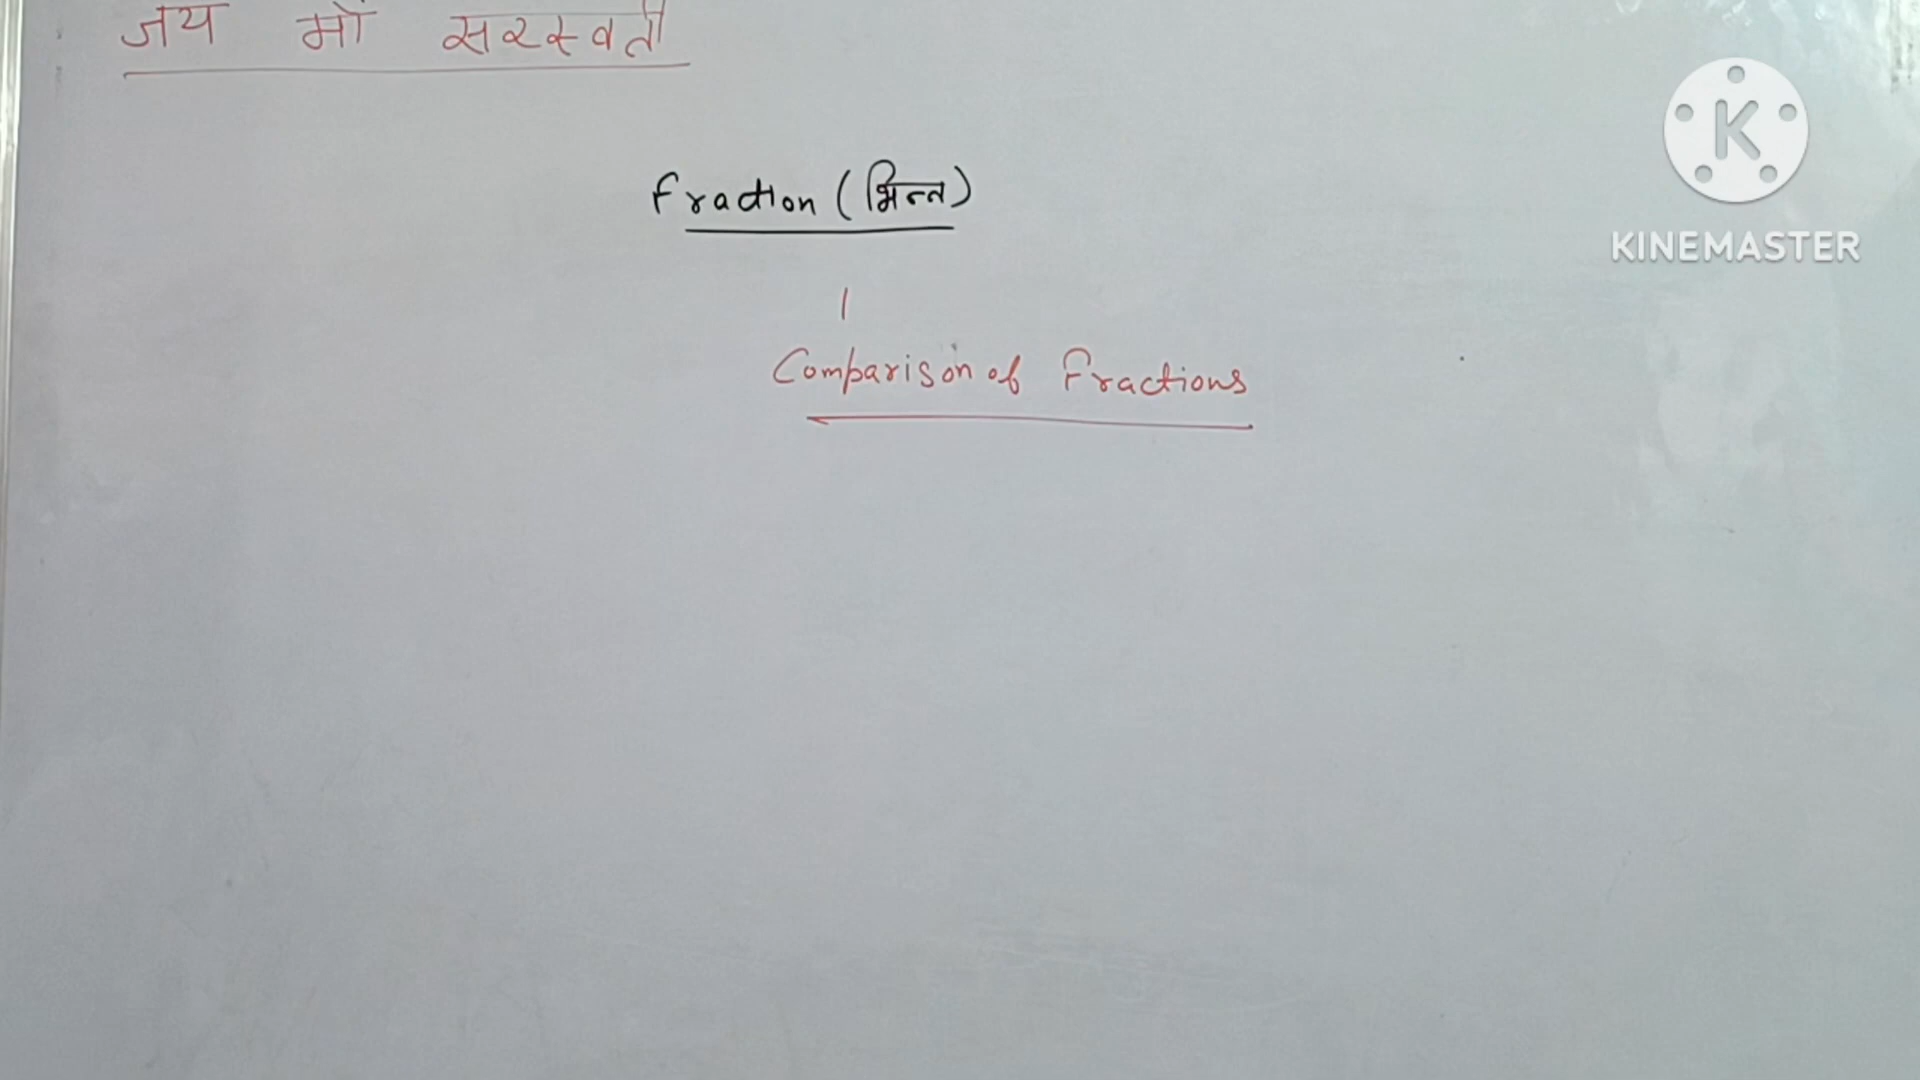 जय माँ सरस्वती
K
KINEMASTER
Fraction (भिन्न)
Comparison of Fractions